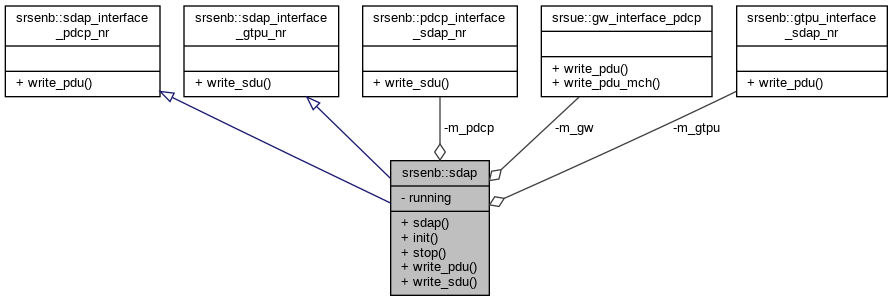 srsenb::sdap_interface
_pdcp_nr
+ write_pdu()
srsenb::sdap_interface
_gtpu_nr
+ write_sdu()
srsenb::pdcp_interface
_sdap_nr
+ write_sdu()
srsue::gw_interface_pdcp
+ write_pdu()
+ write_pdu_mch()
srsenb::gtpu_interface
_sdap_nr
+ write_pdu()
-m_pdcp
-m_gw
-m_gtpu
srsenb::sdap
- running
+ sdap()
+ init()
+ stop()
+ write_pdu()
+ write_sdu()